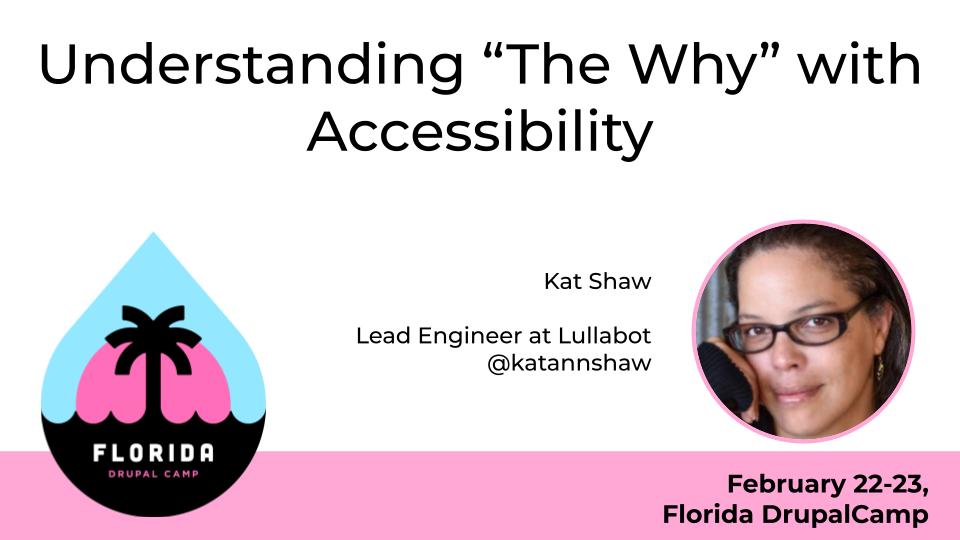 Understanding “The Why” with
Accessibility
Kat Shaw
Lead Engineer at Lullabot
@katannshaw
FLORIDA
DRUPAL CAMP
February 22-23,
Florida DrupalCamp